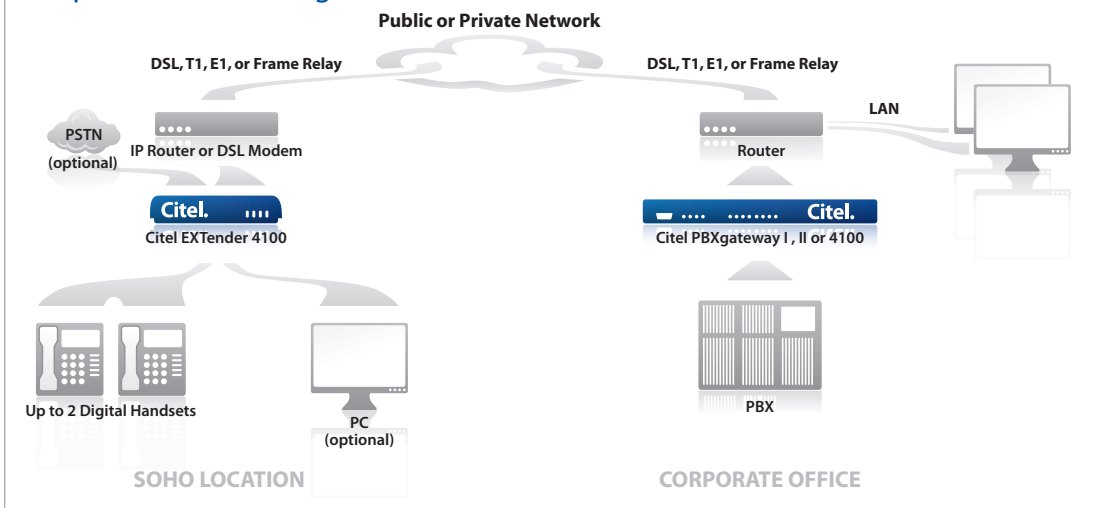 Public or Private Network
DSL, T1, E1, or Frame Relay
DSL, T1, E1, or Frame Relay
LAN
PSTN
(optional)
IP Router or DSL Modem
Router
Citel.
Citel.
Citel EXTender 4100
Citel PBXgateway I , II or 4100
Up to 2 Digital Handsets
PC
(optional)
PBX
SOHO LOCATION
CORPORATE OFFICE